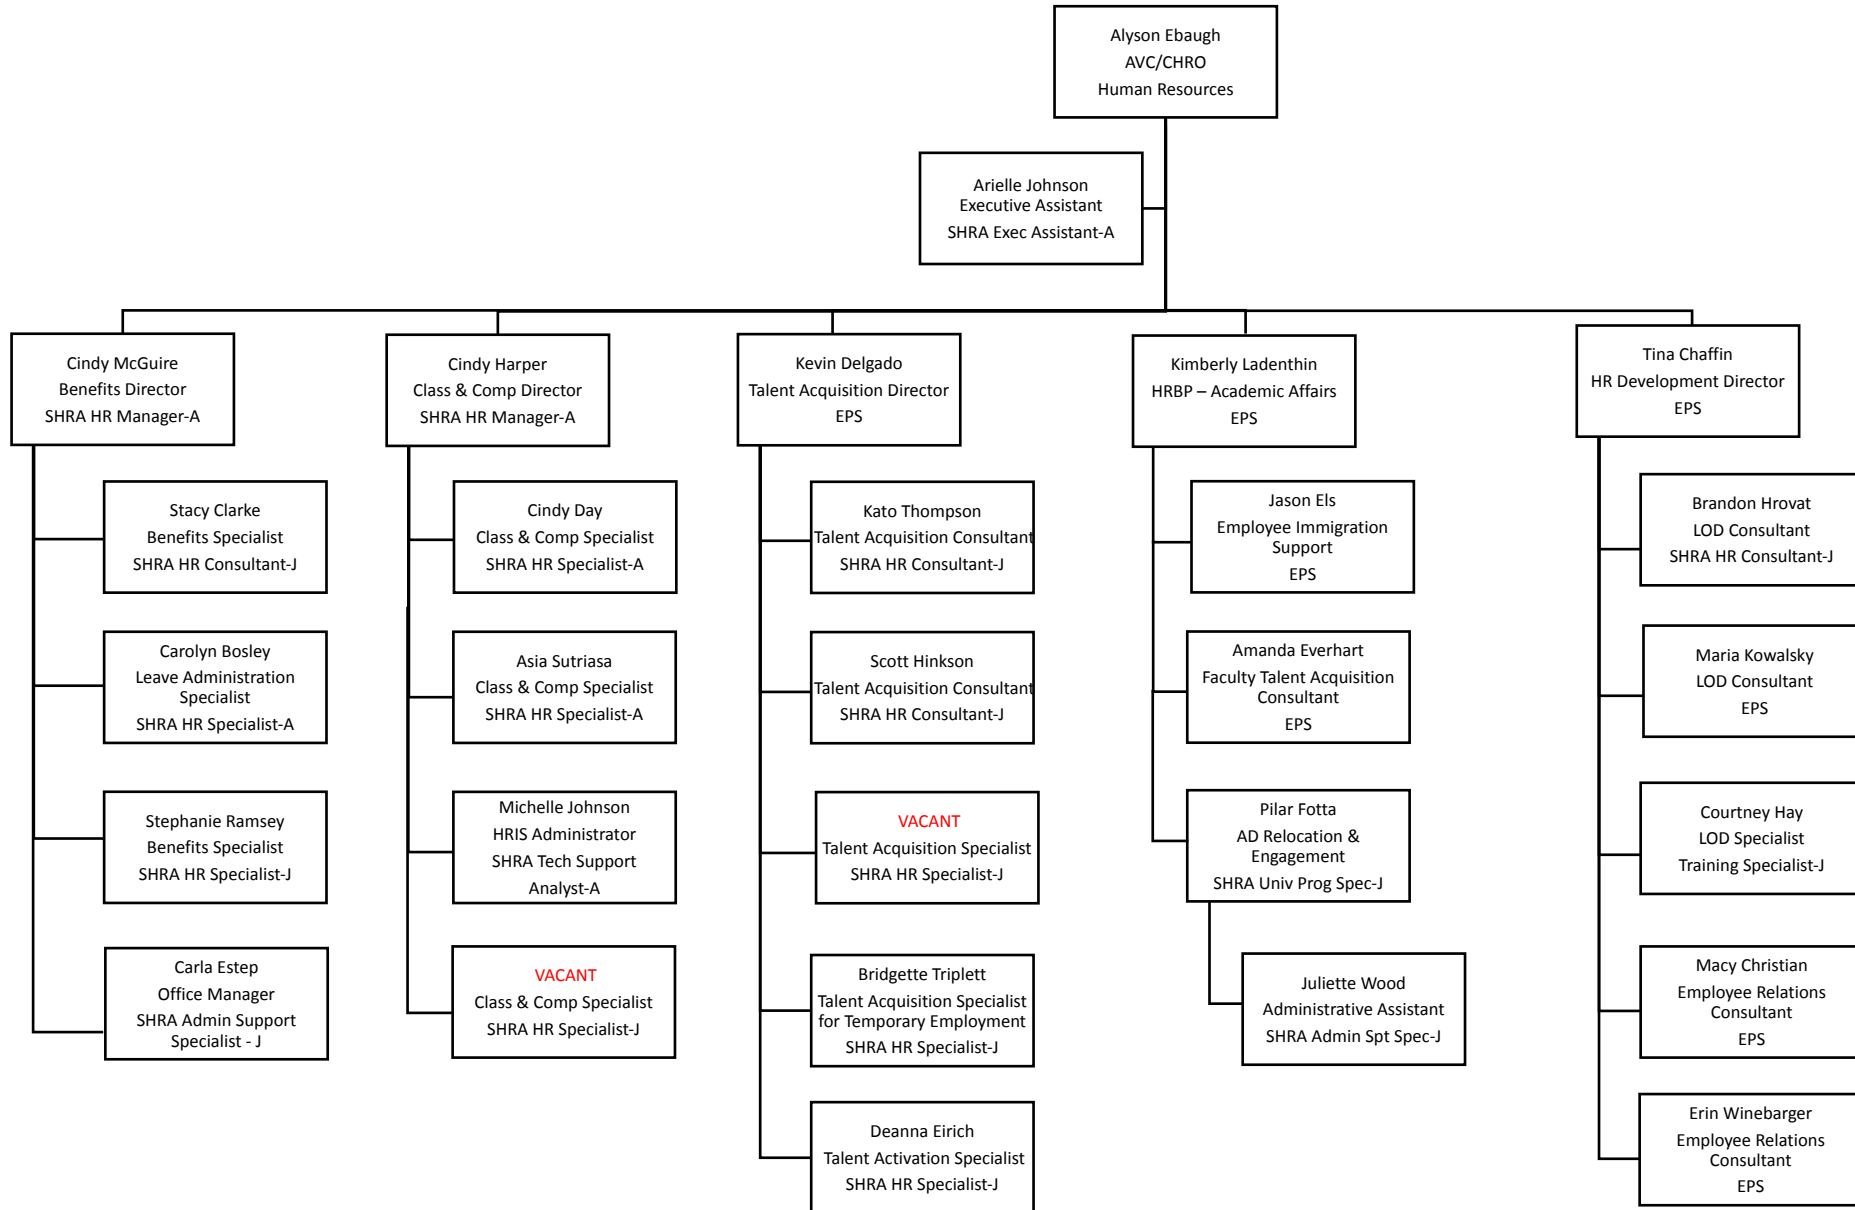 Alyson Ebaugh
AVC/CHRO
Human Resources
Arielle Johnson
Executive Assistant
SHRA Exec Assistant-A
Cindy McGuire
Benefits Director
SHRA HR Manager-A
Stacy Clarke
Benefits Specialist
SHRA HR Consultant-J
Carolyn Bosley
Leave Administration
Specialist
SHRA HR Specialist-A
Stephanie Ramsey
Benefits Specialist
SHRA HR Specialist-J
Carla Estep
Office Manager
SHRA Admin Support
Specialist - J
Cindy Harper
Class & Comp Director
SHRA HR Manager-A
Cindy Day
Class & Comp Specialist
SHRA HR Specialist-A
Asia Sutriasa
Class & Comp Specialist
SHRA HR Specialist-A
Michelle Johnson
HRIS Administrator
SHRA Tech Support
Analyst-A
VACANT
Class & Comp Specialist
SHRA HR Specialist-J
Kevin Delgado
Talent Acquisition Director
EPS
Kato Thompson
Talent Acquisition Consultant
SHRA HR Consultant-J
Scott Hinkson
Talent Acquisition Consultant
SHRA HR Consultant-J
VACANT
Talent Acquisition Specialist
SHRA HR Specialist-J
Bridgette Triplett
Talent Acquisition Specialist
for Temporary Employment
SHRA HR Specialist-J
Deanna Eirich
Talent Activation Specialist
SHRA HR Specialist-J
Kimberly Ladenthin
HRBP – Academic Affairs
EPS
Jason Els
Employee Immigration
Support
EPS
Amanda Everhart
Faculty Talent Acquisition
Consultant
EPS
Pilar Fotta
AD Relocation &
Engagement
SHRA Univ Prog Spec-J
Juliette Wood
Administrative Assistant
SHRA Admin Spt Spec-J
Tina Chaffin
HR Development Director
EPS
Brandon Hrovat
LOD Consultant
SHRA HR Consultant-J
Maria Kowalsky
LOD Consultant
EPS
Courtney Hay
LOD Specialist
Training Specialist-J
Macy Christian
Employee Relations
Consultant
EPS
Erin Winebarger
Employee Relations
Consultant
EPS